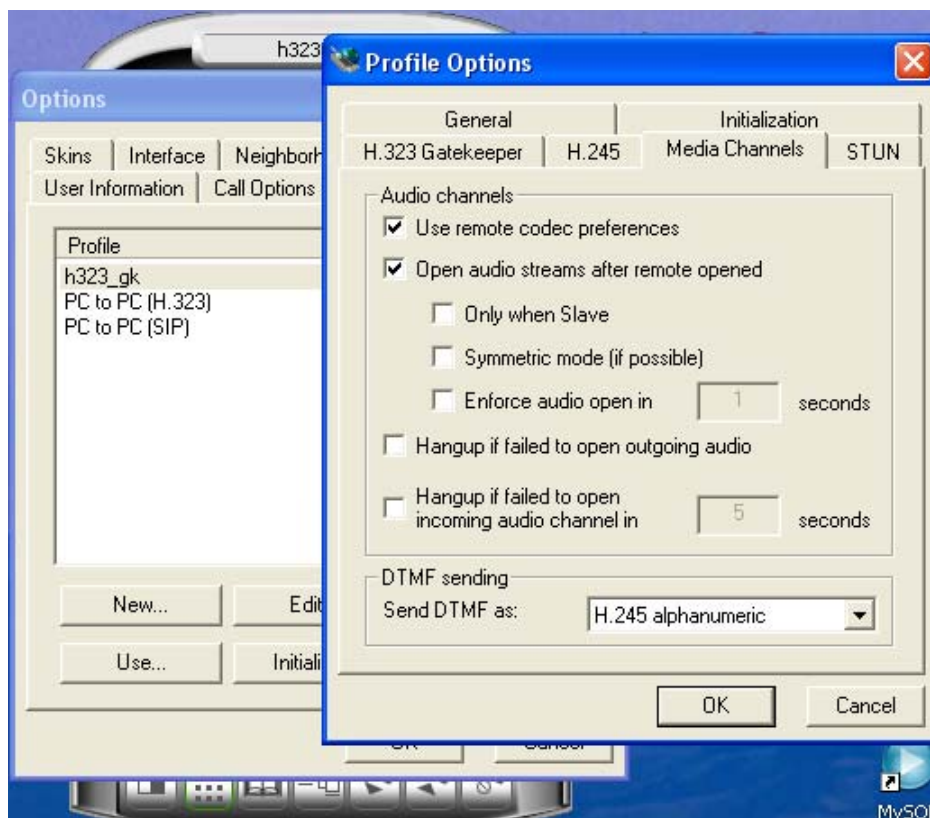 h323
Options
Skins
Interface
User Information
Call Options
Profile
h323_gk
PC to PC (H.323)
PC to PC (SIP)
New...
Edit
Use...
Profile Options
General
Initialization
H.323 Gatekeeper
H.245
Media Channels
STUN
Audio channels
Use remote codec preferences
Open audio streams after remote opened
Only when Slave
Symmetric mode (if possible)
Enforce audio open in
1
seconds
Hangup if failed to open outgoing audio
Hangup if failed to open
incoming audio channel in
5
seconds
DTMF sending
Send DTMF as:
H.245 alphanumeric
OK
Cancel